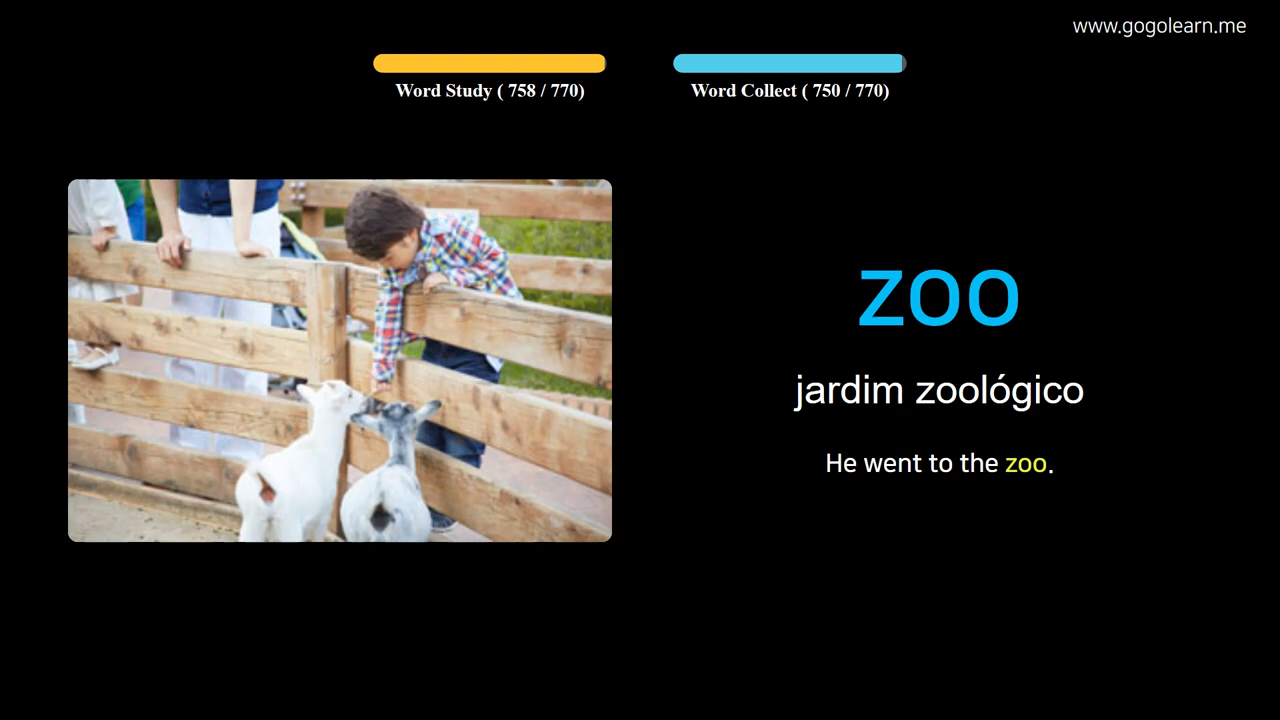 www.gogolearn.me
Word Study ( 758 / 770)
Word Collect ( 750 / 770)
zoo
jardim zoológico
He went to the zoo.